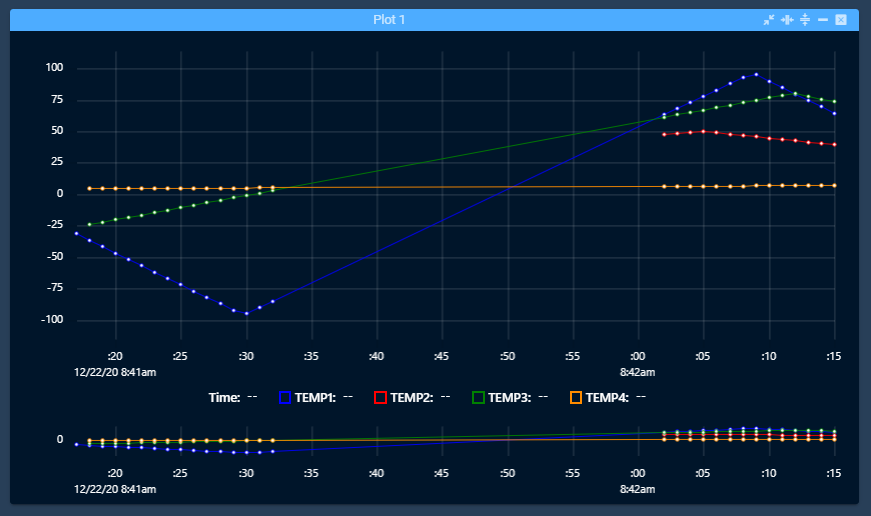 Plot 1
100
75
50
25
0
-25
-50
-75
-100
:20 :25 :30 :35 :40 :45 :50 :55 :00 :05 :10 :15
12/22/20 8:41am 8:42am
Time: -- TEMP1: -- TEMP2: -- TEMP3: -- TEMP4: --
0
:20 :25 :30 :35 :40 :45 :50 :55 :00 :05 :10 :15
12/22/20 8:41am 8:42am